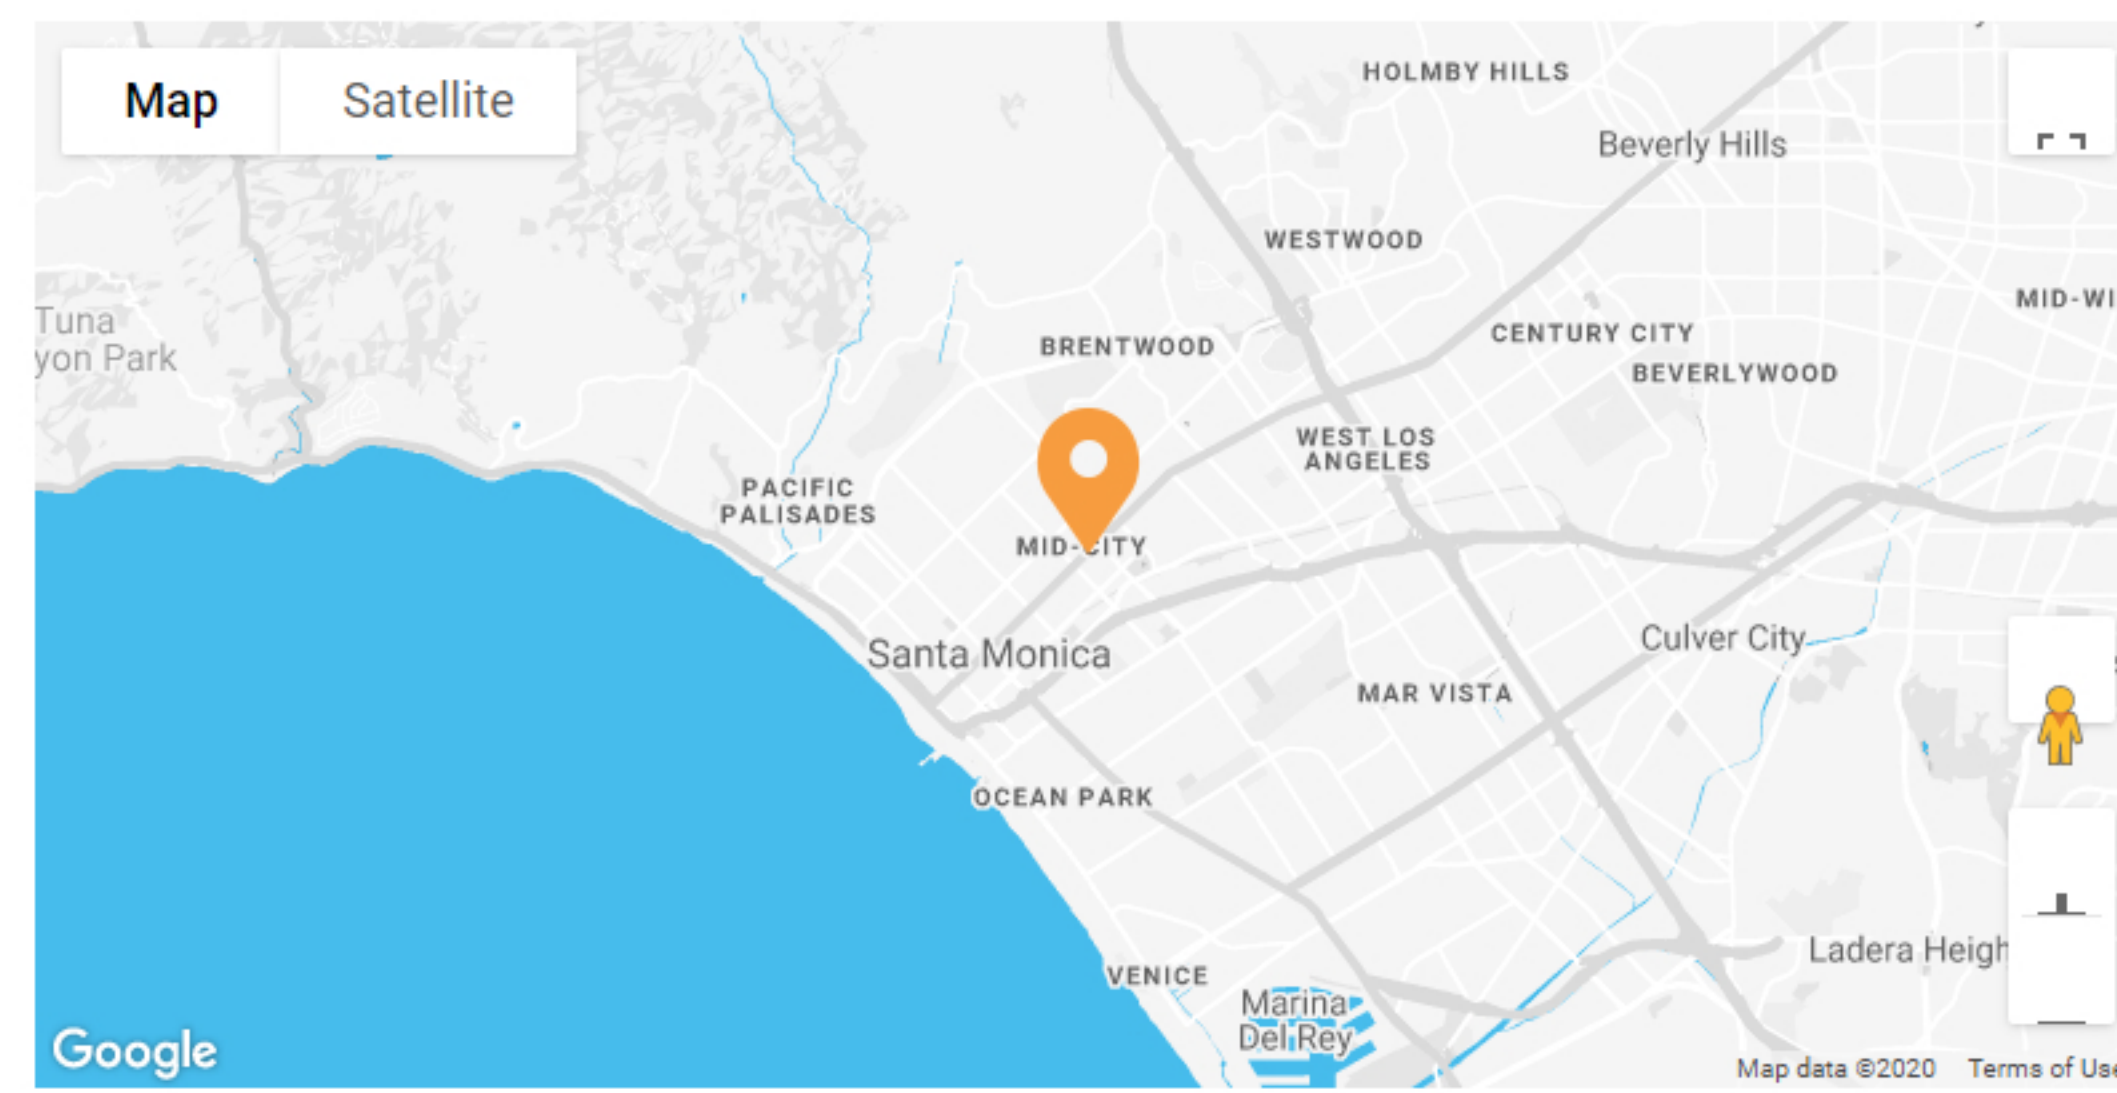 Map
Satellite
HOLMBY HILLS
Beverly Hills
WESTWOOD
MID-WI
Tuna
yon Park
BRENTWOOD
CENTURY CITY
BEVERLYWOOD
WEST LOS
ANGELES
PACIFIC
PALISADES
MID-CITY
Santa Monica
Culver City
MAR VISTA
OCEAN PARK
Ladera Heigh
VENICE
Marina
Del Rey
Google
Map data ©2020
Terms of Use